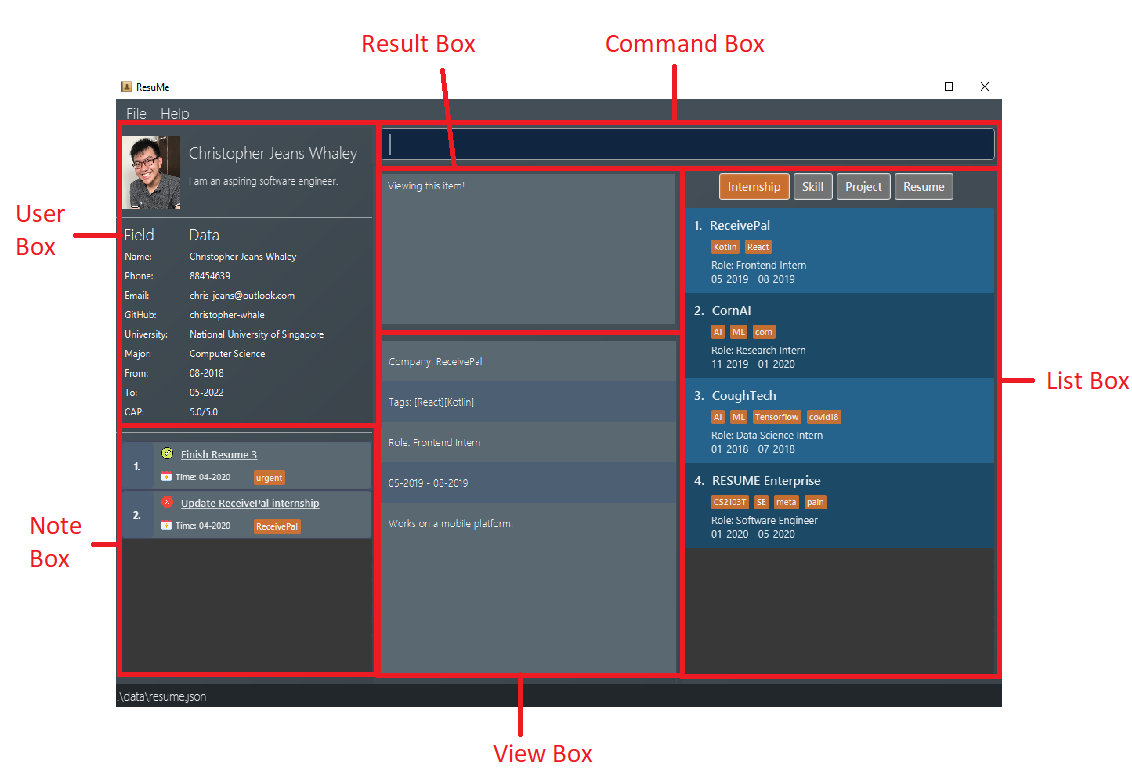 Result Box
Command Box
ResuMe
File Help
Christopher Jeans Whaley
I am an aspiring software engineer.
User
Box
Field Data
Name: Christopher Jeans Whaley
Phone: 88454639
Email: chris-jeans@outlook.com
GitHub: christopher-whale
University: National University of Singapore
Major: Computer Science
From: 08-2018
To: 05-2022
CAP: 5.0/5.0
Note
Box
1. Finish Resume 3
Time: 04-2020 urgent
2. Update ReceivePal internship
Time: 04-2020 ReceivePal
Viewing this item!
Company: ReceivePal
Tags: [React][Kotlin]
Role: Frontend Intern
05-2019 - 08-2019
Works on a mobile platform.
View Box
Internship Skill Project Resume
1. ReceivePal
Kotlin React
Role: Frontend Intern
05-2019 08-2019
2. CornAI
AI ML corn
Role: Research Intern
11-2019 01-2020
3. CoughTech
AI ML Tensorflow covid18
Role: Data Science Intern
01-2018 07-2018
4. RESUME Enterprise
CS2103T SE meta pain
Role: Software Engineer
01-2020 05-2020
List Box
.\data\resume.json